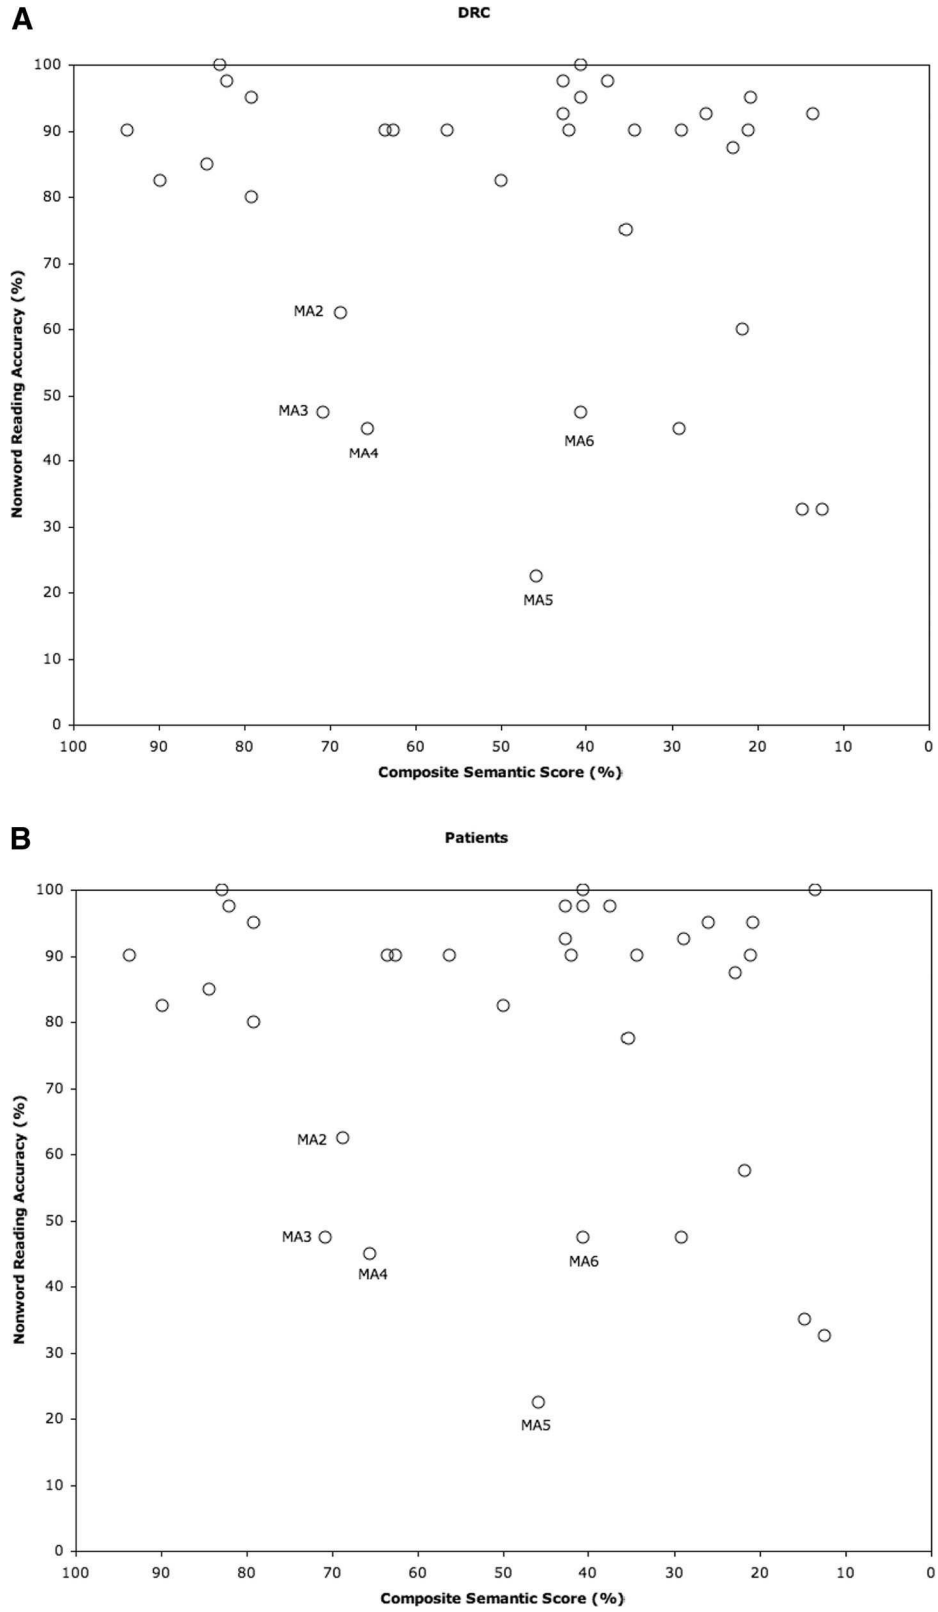 A
DRC
100
90
80
70
60
50
40
30
20
10
0
Nonword Reading Accuracy (%)
MA2
MA3
MA4
MA6
MA5
100 90 80 70 60 50 40 30 20 10 0
Composite Semantic Score (%)
B
Patients
100
90
80
70
60
50
40
30
20
10
0
Nonword Reading Accuracy (%)
MA2
MA3
MA4
MA6
MA5
100 90 80 70 60 50 40 30 20 10 0
Composite Semantic Score (%)